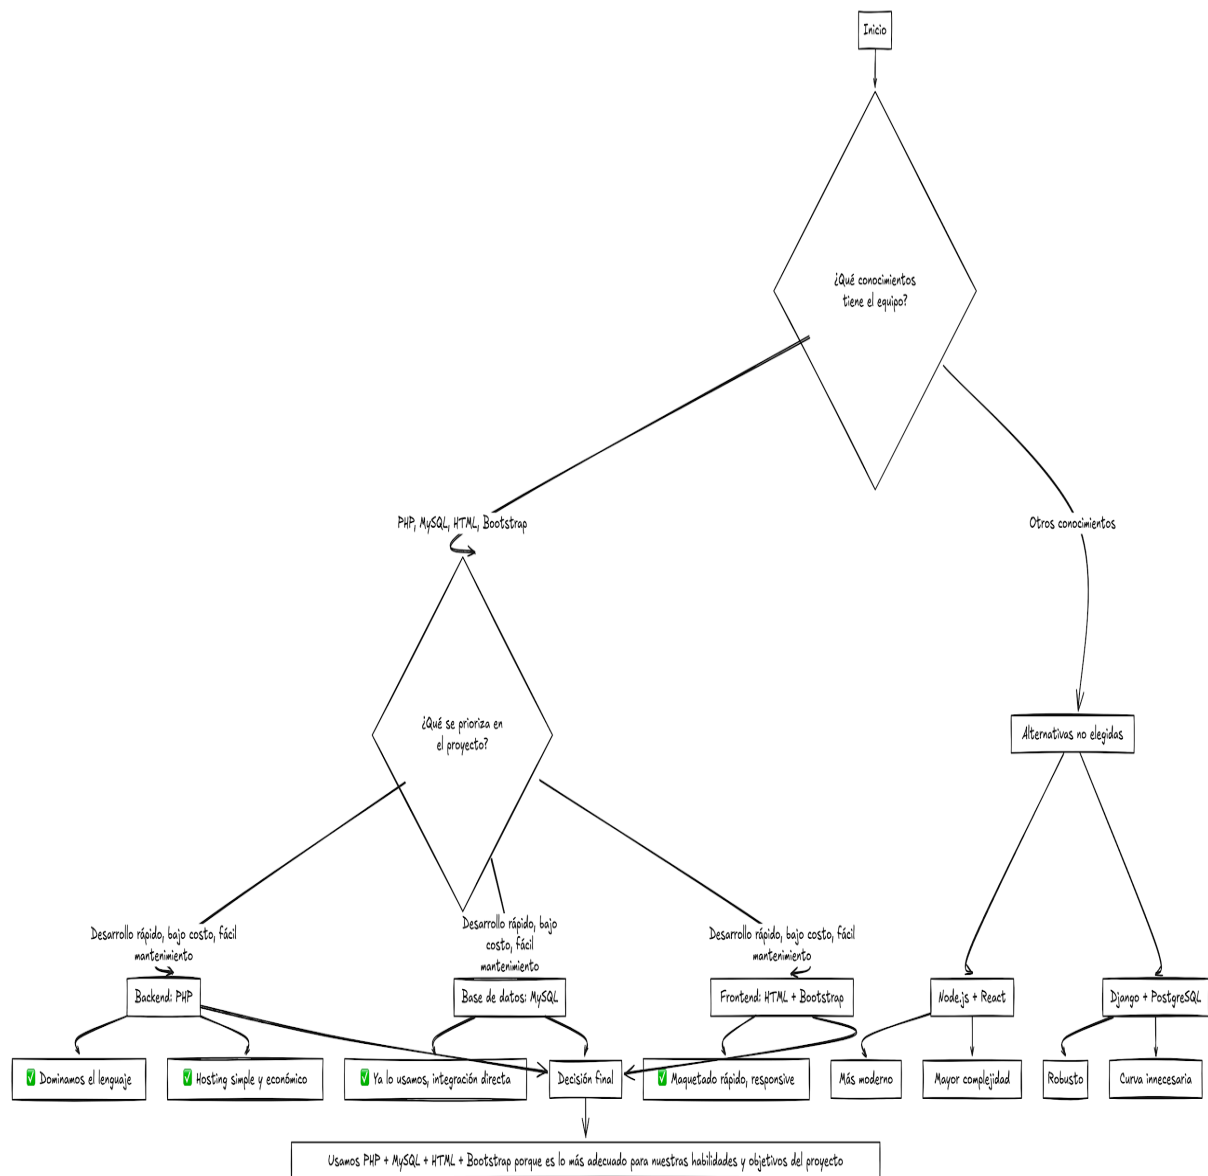 Inicio
¿Qué conocimientos
tiene el equipo?
PHP, MySQL, HTML, Bootstrap
Otros conocimientos
¿Qué se prioriza en
el proyecto?
Alternativas no elegidas
Desarrollo rápido, bajo costo, fácil
mantenimiento
Desarrollo rápido, bajo
costo, fácil
mantenimiento
Desarrollo rápido, bajo costo, fácil
mantenimiento
Backend: PHP
Base de datos: MySQL
Frontend: HTML + Bootstrap
Node.js + React
Django + PostgreSQL
✅ Dominamos el lenguaje
✅ Hosting simple y económico
✅ Ya lo usamos, integración directa
Decisión final
✅ Maquetado rápido, responsive
Más moderno
Mayor complejidad
Robusto
Curva innecesaria
Usamos PHP + MySQL + HTML + Bootstrap porque es lo más adecuado para nuestras habilidades y objetivos del proyecto